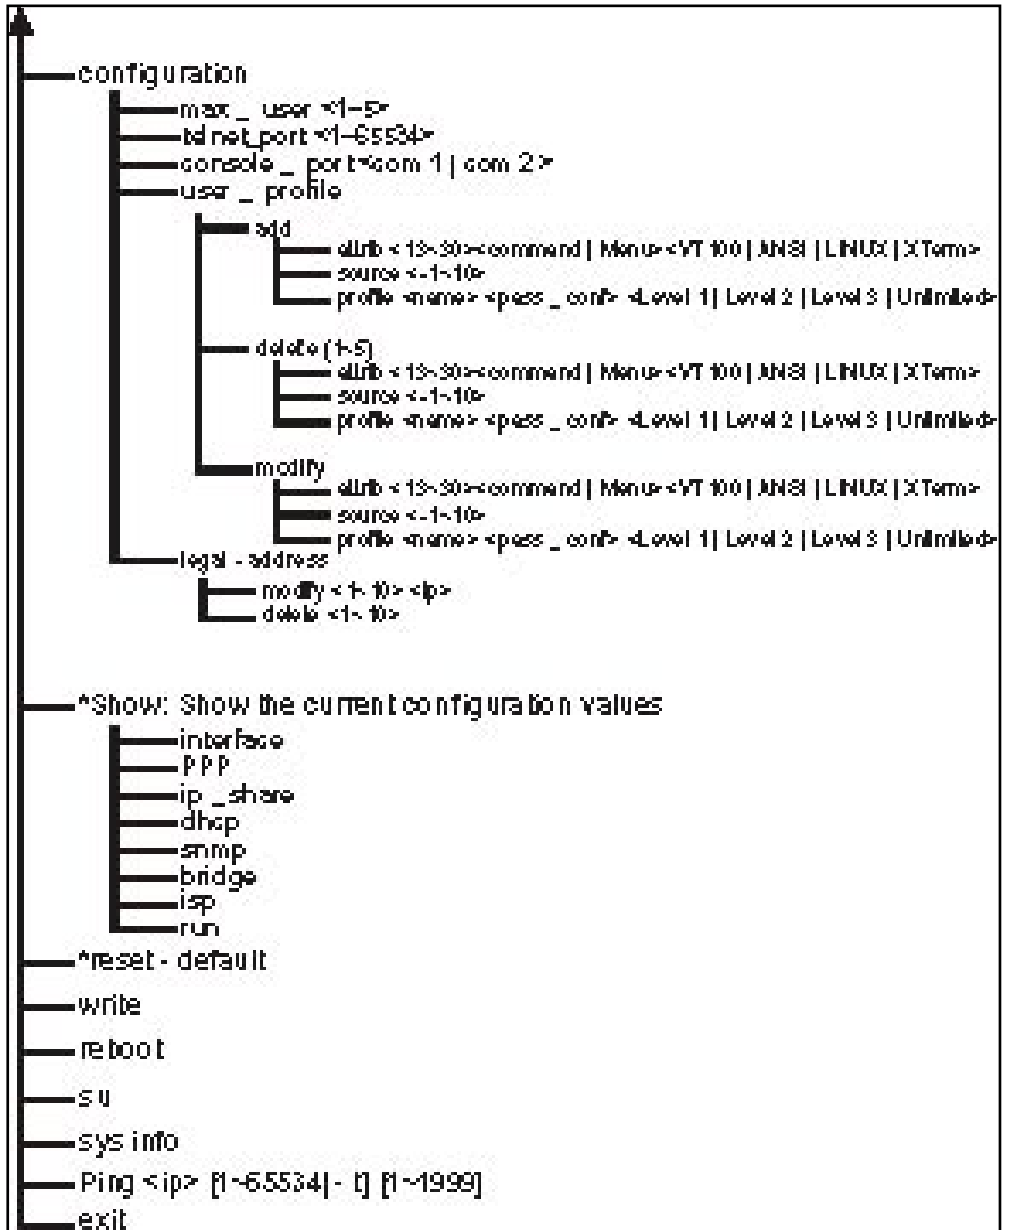 configuration
max _ user <1~5>
telnet_port <1~65534>
console _ port<com 1 | com 2>
user _ profile
add
attrib < 13~30><command | Menu><VT 100 | ANSI | LINUX | XTerm>
source <-1~10>
profile <name> <pass _ conf> <Level 1 | Level 2 | Level 3 | Unlimited>
delete [1~5]
attrib < 13~30><command | Menu><VT 100 | ANSI | LINUX | XTerm>
source <-1~10>
profile <name> <pass _ conf> <Level 1 | Level 2 | Level 3 | Unlimited>
modify
attrib < 13~30><command | Menu><VT 100 | ANSI | LINUX | XTerm>
source <-1~10>
profile <name> <pass _ conf> <Level 1 | Level 2 | Level 3 | Unlimited>
legal - address
modify < 1~ 10> <ip>
delete <1~ 10>
*Show: Show the current configuration values
interface
PPP
ip _ share
dhcp
snmp
bridge
isp
run
*reset - default
write
reboot
su
sys info
Ping <ip> [1~65534| - t] [1~1999]
exit